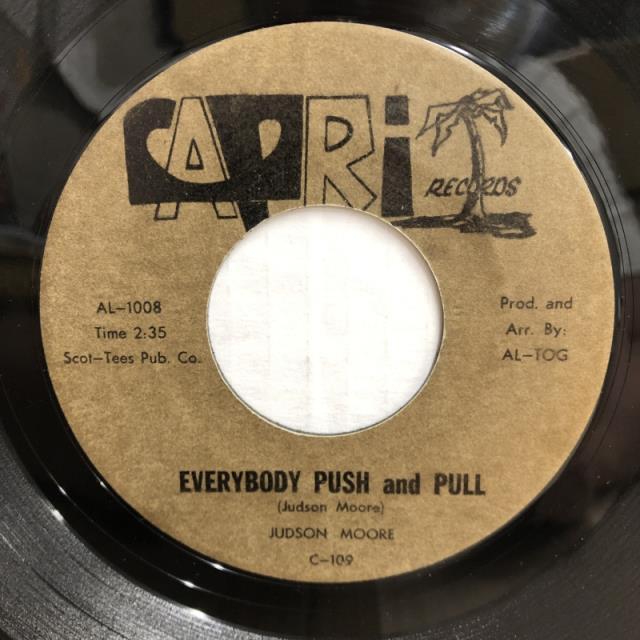 CAPRI
RECORDS
AL-1008
Time 2:35
Scot-Tees Pub. Co.
Prod. and
Arr. By:
AL-TOG
EVERYBODY PUSH and PULL
(Judson Moore)
JUDSON MOORE
C-109